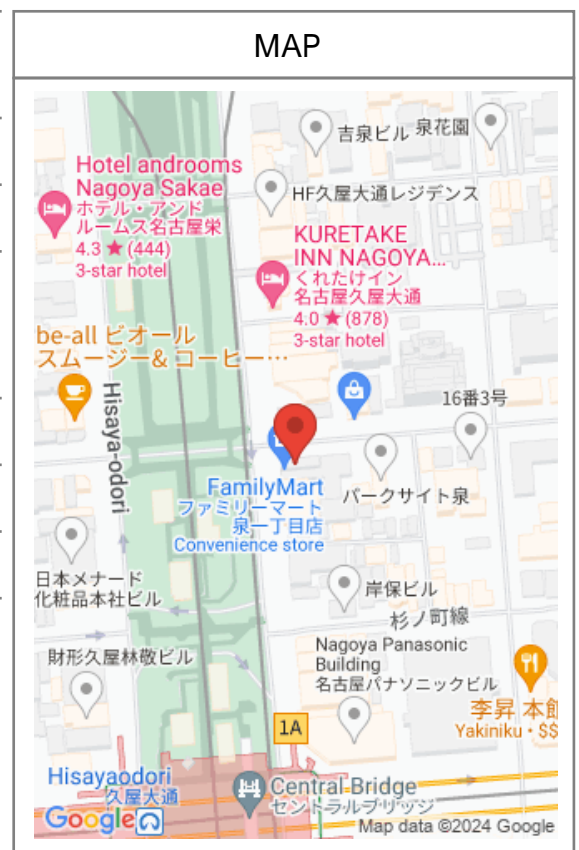 MAP
吉泉ビル
泉花園
Hotel androoms
Nagoya Sakae
ホテル・アンド
ルームス名古屋栄
4.3 ★ (444)
3-star hotel
HF久屋大通レジデンス
KURETAKE
INN NAGOYA...
くれたけイン
名古屋久屋大通
4.0 ★ (878)
3-star hotel
be-all ビオール
スムージー& コーヒー…
Hisaya-odori
16番3号
FamilyMart
ファミリーマート
泉一丁目店
Convenience store
パークサイト泉
日本メナード
化粧品本社ビル
岸保ビル
杉ノ町線
財形久屋林敬ビル
Nagoya Panasonic
Building
名古屋パナソニックビル
李昇 本館
Yakiniku • $$
1A
Hisayaodori
久屋大通
Central Bridge
セントラルブリッジ
Google
Map data ©2024 Google